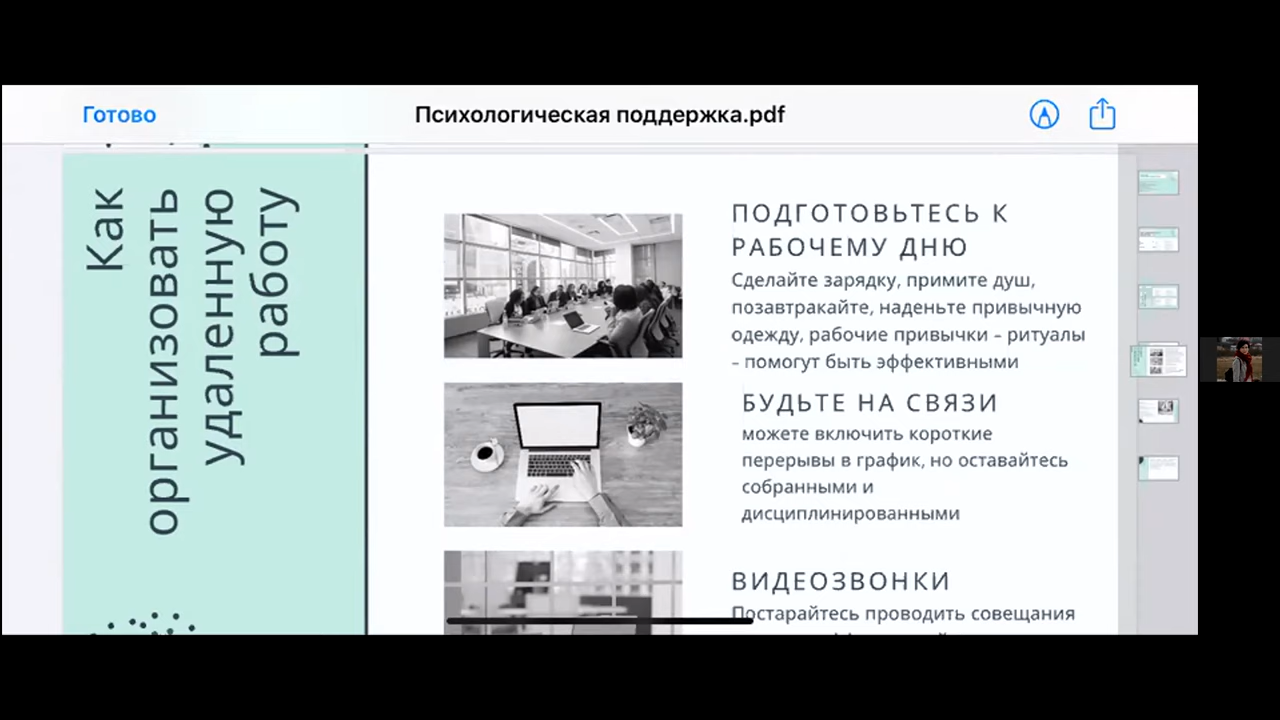 Готово
Психологическая поддержка.pdf
Как
организовать
удаленную
работу
ПОДГОТОВЬТЕСЬ К
РАБОЧЕМУ ДНЮ
Сделайте зарядку, примите душ,
позавтракайте, наденьте привычную
одежду, рабочие привычки - ритуалы
- помогут быть эффективными
БУДЬТЕ НА СВЯЗИ
можете включить короткие
перерывы в график, но оставайтесь
собранными и
дисциплинированными
ВИДЕОЗВОНКИ
Постарайтесь проводить совещания